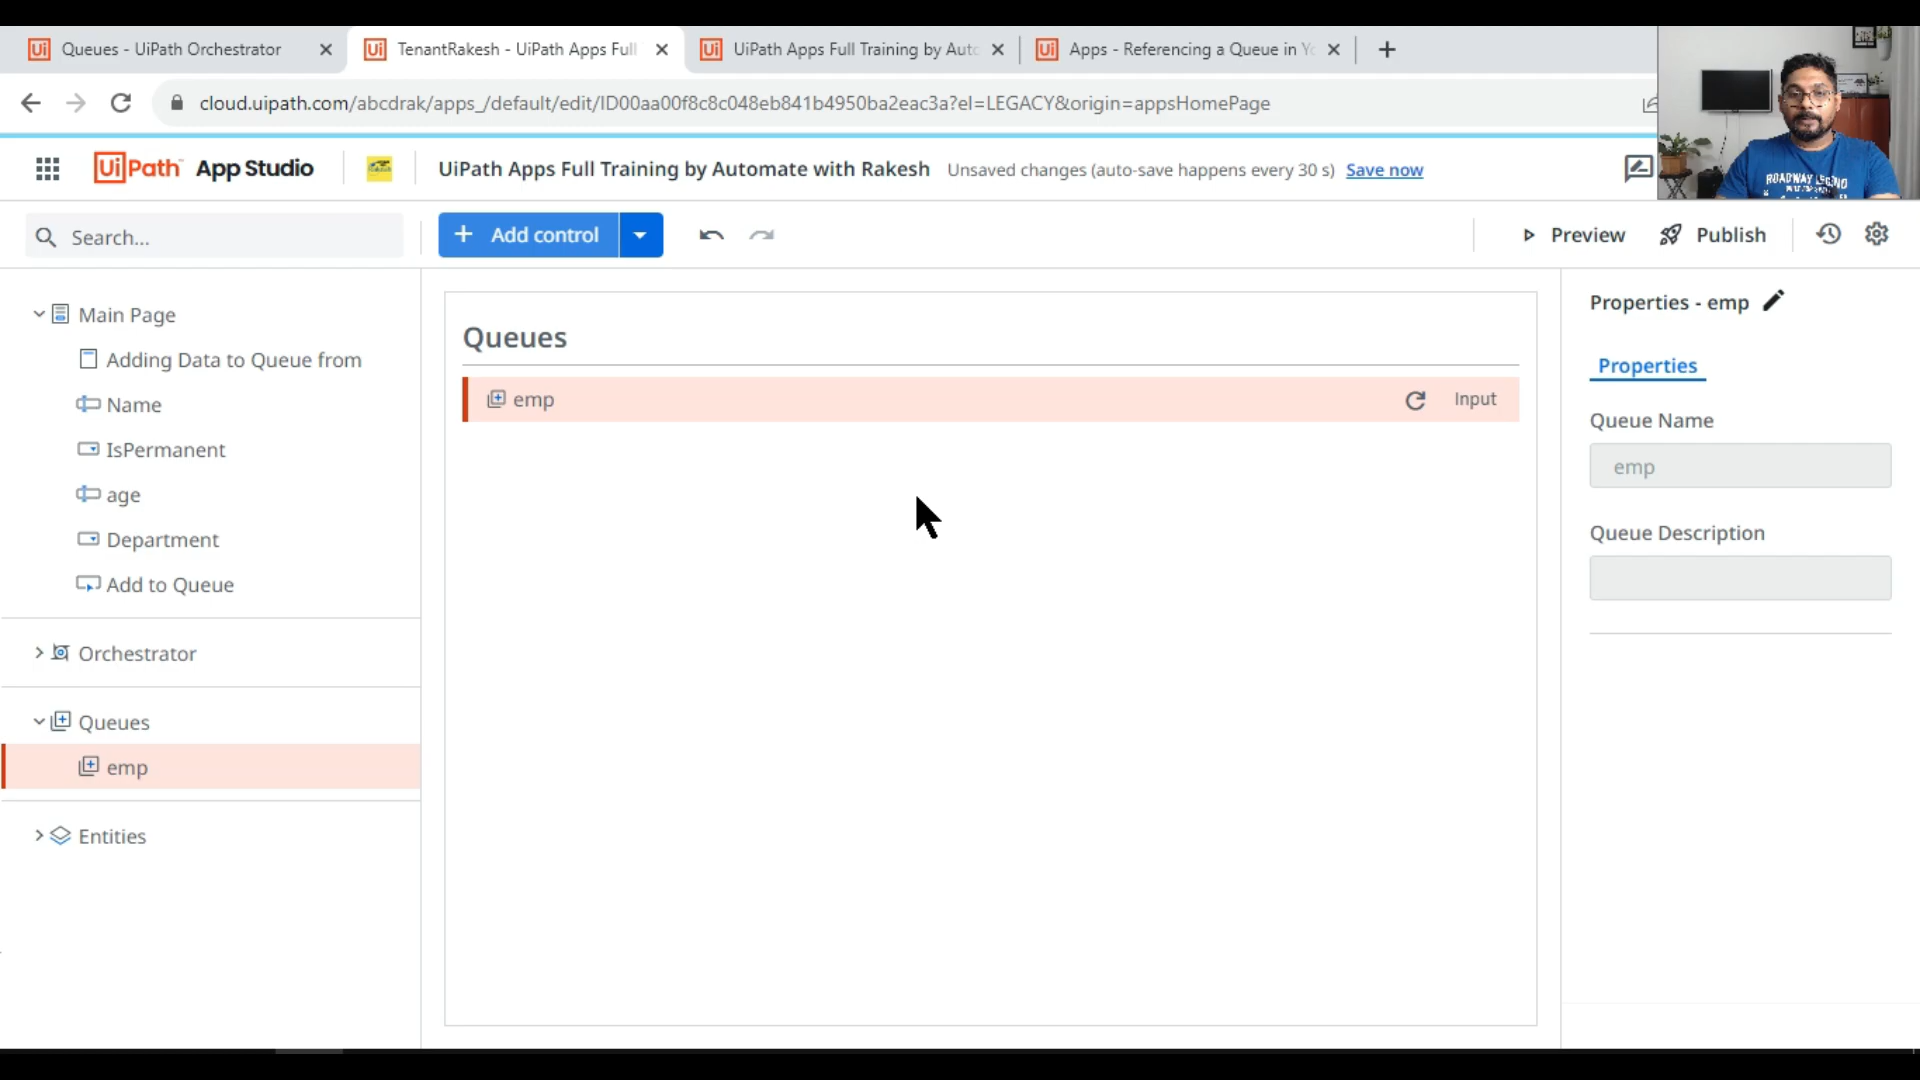 Queues - UiPath Orchestrator
TenantRakesh - UiPath Apps Full
UiPath Apps Full Training by Auto
Apps - Referencing a Queue in Yo
cloud.uipath.com/abcdrak/apps_/default/edit/ID00aa00f8c8c048eb841b4950ba2eac3a?el=LEGACY&origin=appsHomePage
UiPath App Studio
UiPath Apps Full Training by Automate with Rakesh
Unsaved changes (auto-save happens every 30 s) Save now
Search...
Add control
Preview
Publish
Main Page
Adding Data to Queue from
Name
IsPermanent
age
Department
Add to Queue
Orchestrator
Queues
emp
Entities
Queues
emp
Input
Properties - emp
Properties
Queue Name
emp
Queue Description
ROADWAY LEGEND